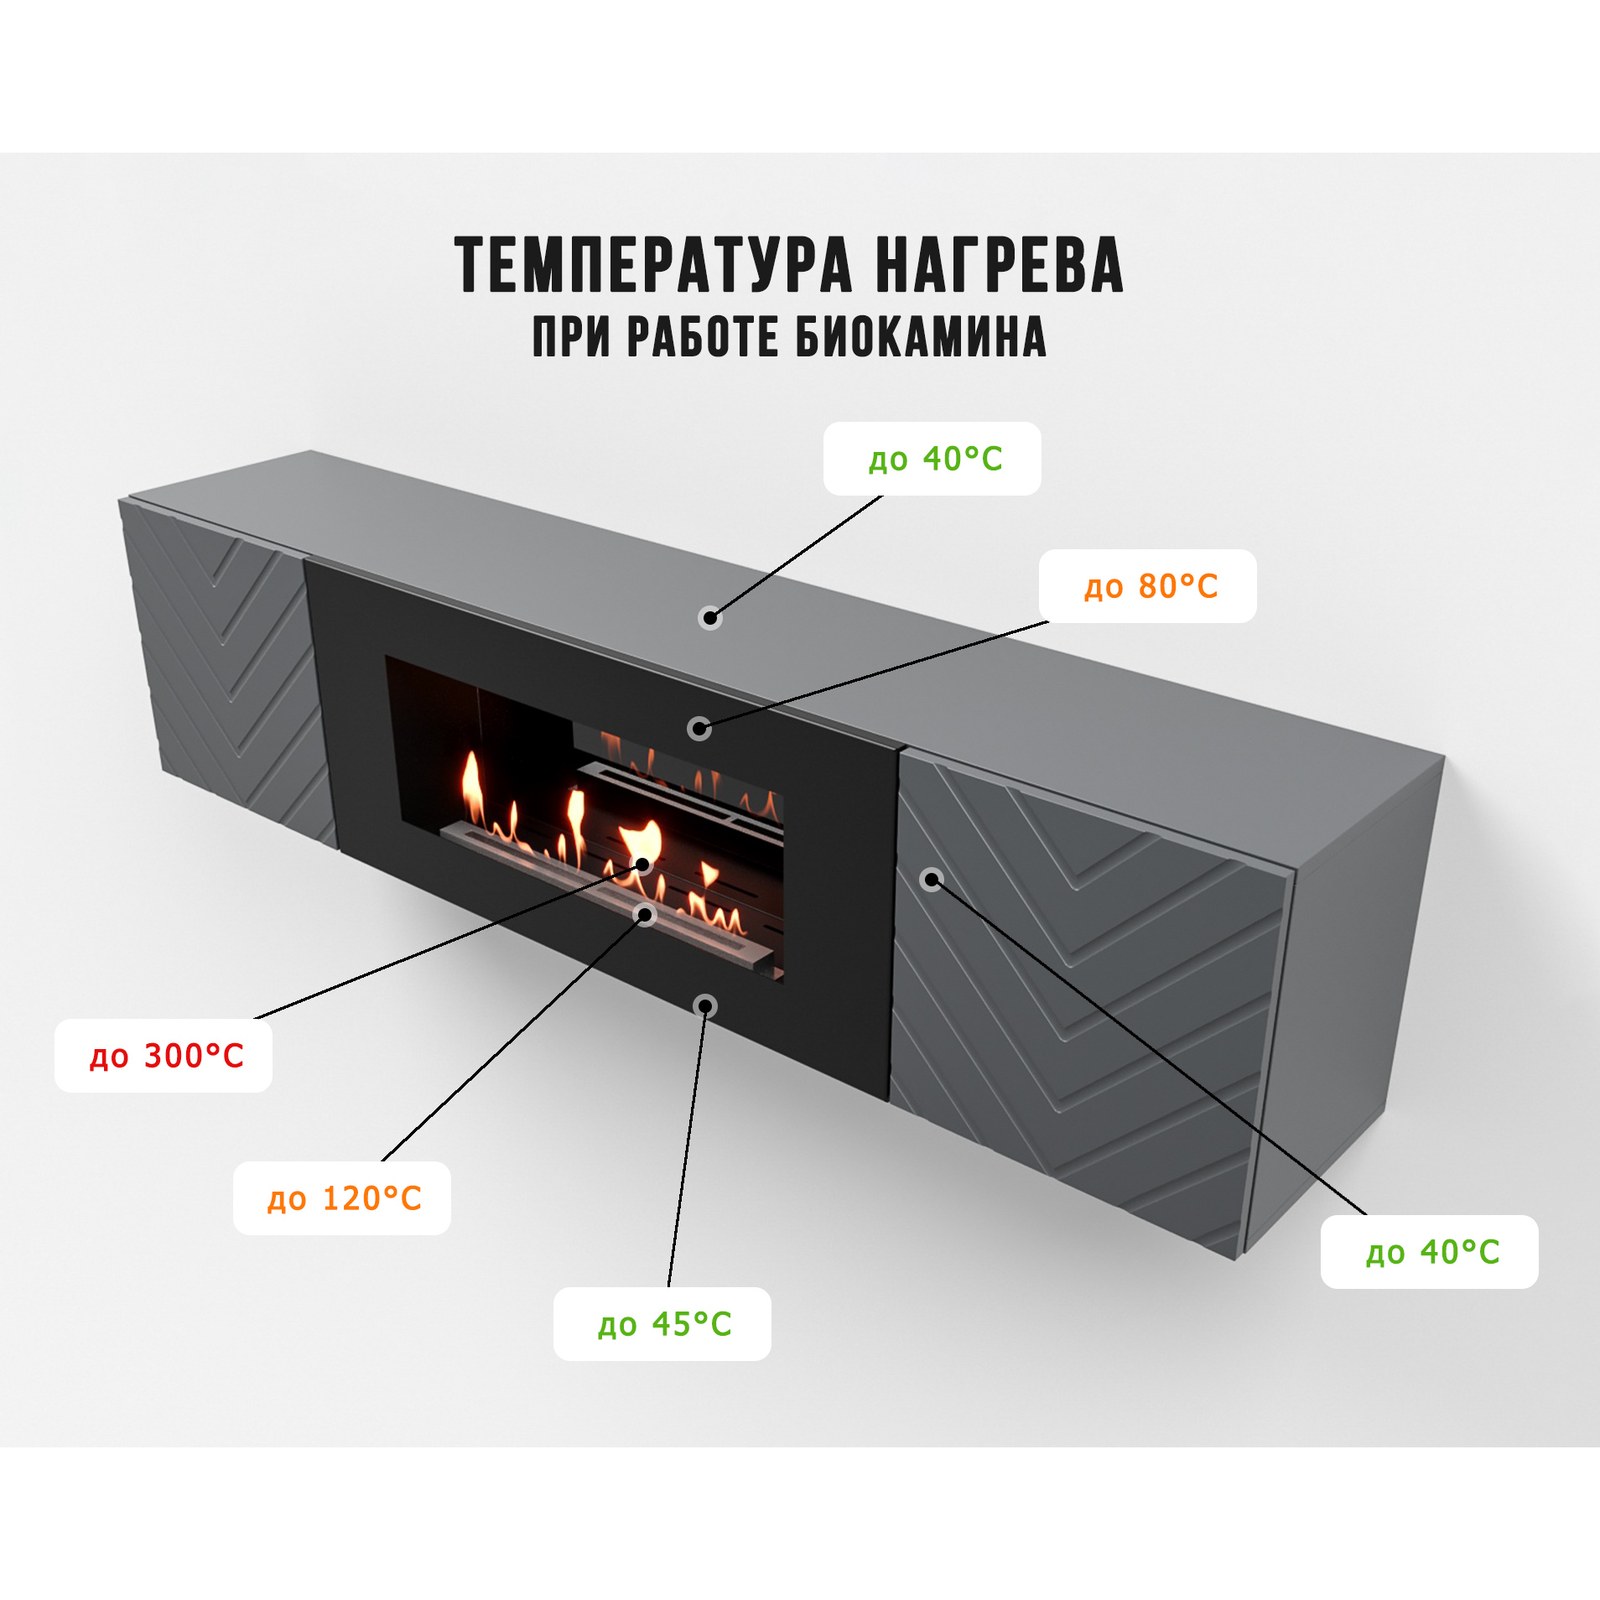 ТЕМПЕРАТУРА НАГРЕВА
ПРИ РАБОТЕ БИОКАМИНА
до 40°C
до 80°C
до 300°C
до 120°C
до 45°C
до 40°C